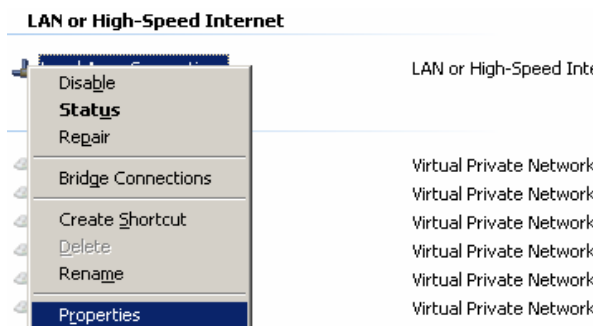 LAN or High-Speed Internet
LAN or High-Speed Inte
Disable
Status
Repair
Bridge Connections
Virtual Private Network
Virtual Private Network
Create Shortcut
Virtual Private Network
Delete
Virtual Private Network
Rename
Virtual Private Network
Properties
Virtual Private Network